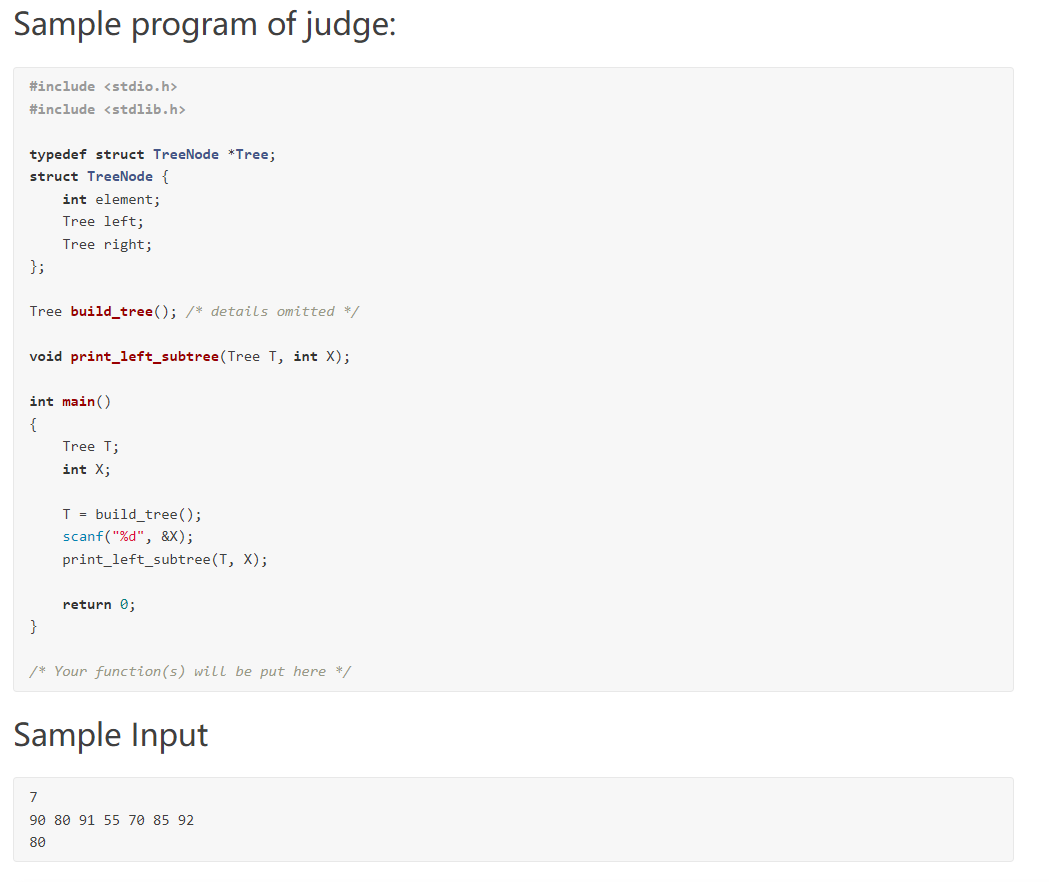 Sample program of judge:
#include <stdio.h>
#include <stdlib.h>
typedef struct TreeNode *Tree;
struct TreeNode {
    int element;
    Tree left;
    Tree right;
};
Tree build_tree(); /* details omitted */
void print_left_subtree(Tree T, int X);
int main()
{
    Tree T;
    int X;
    T = build_tree();
    scanf("%d", &X);
    print_left_subtree(T, X);
    return 0;
}
/* Your function(s) will be put here */
Sample Input
7
90 80 91 55 70 85 92
80